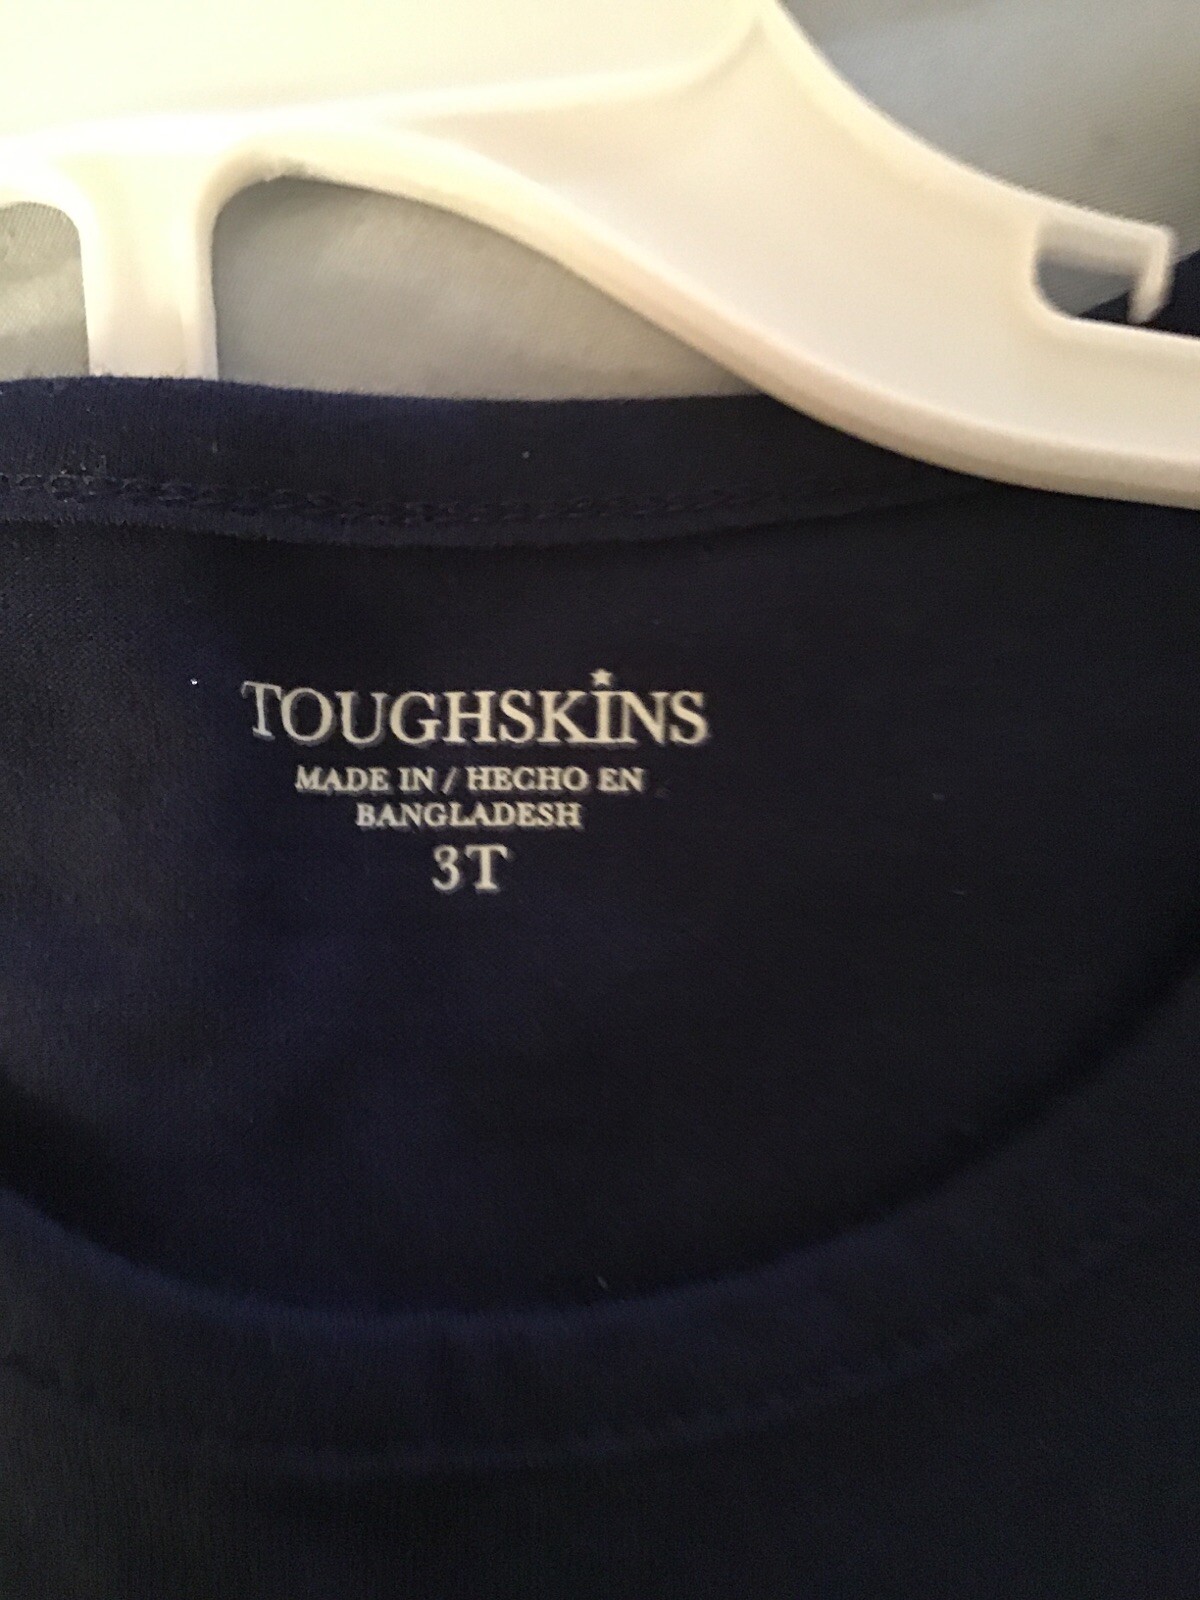 TOUGHSKINS
MADE IN / HECHO EN
BANGLADESH
3T